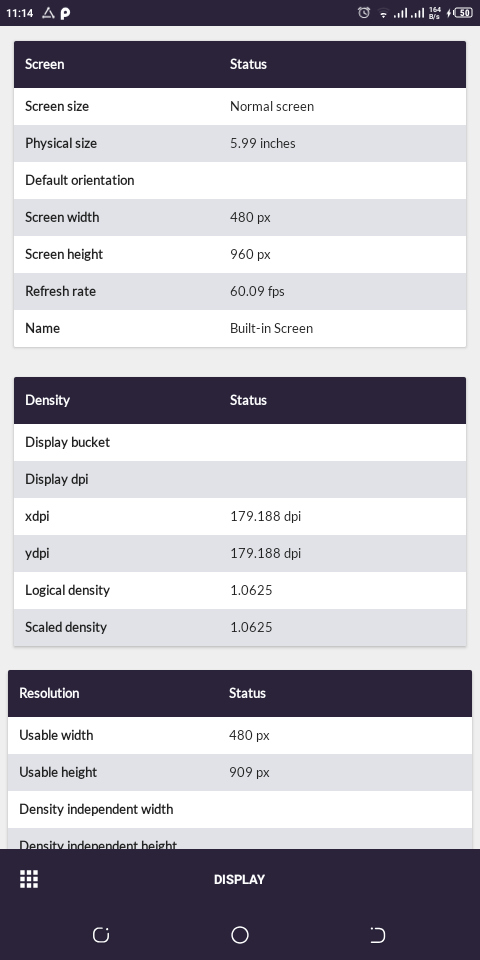 11:14 164 B/s 50
Screen Status
Screen size Normal screen
Physical size 5.99 inches
Default orientation
Screen width 480 px
Screen height 960 px
Refresh rate 60.09 fps
Name Built-in Screen
Density Status
Display bucket
Display dpi
xdpi 179.188 dpi
ydpi 179.188 dpi
Logical density 1.0625
Scaled density 1.0625
Resolution Status
Usable width 480 px
Usable height 909 px
Density independent width
Density independent height
DISPLAY